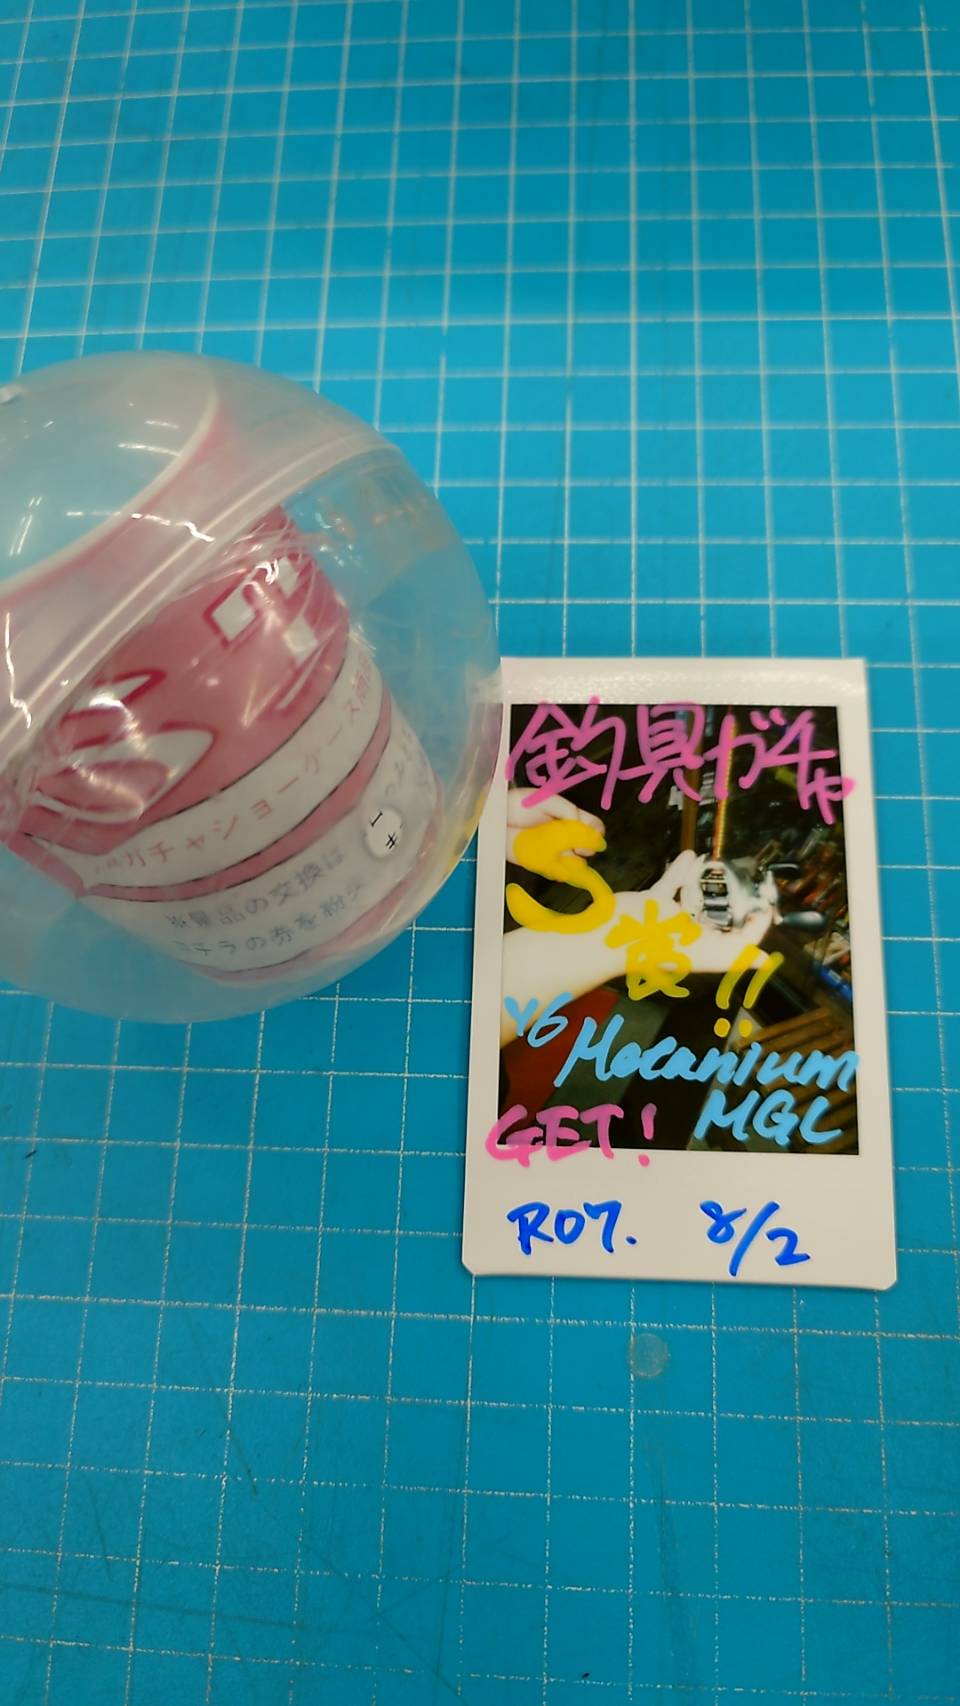 ガチャショーケース
※景品の交換は
コチラの券を
釣具ガチャ
S賞!!
Metanium
MGL
GET!
R07. 8/2